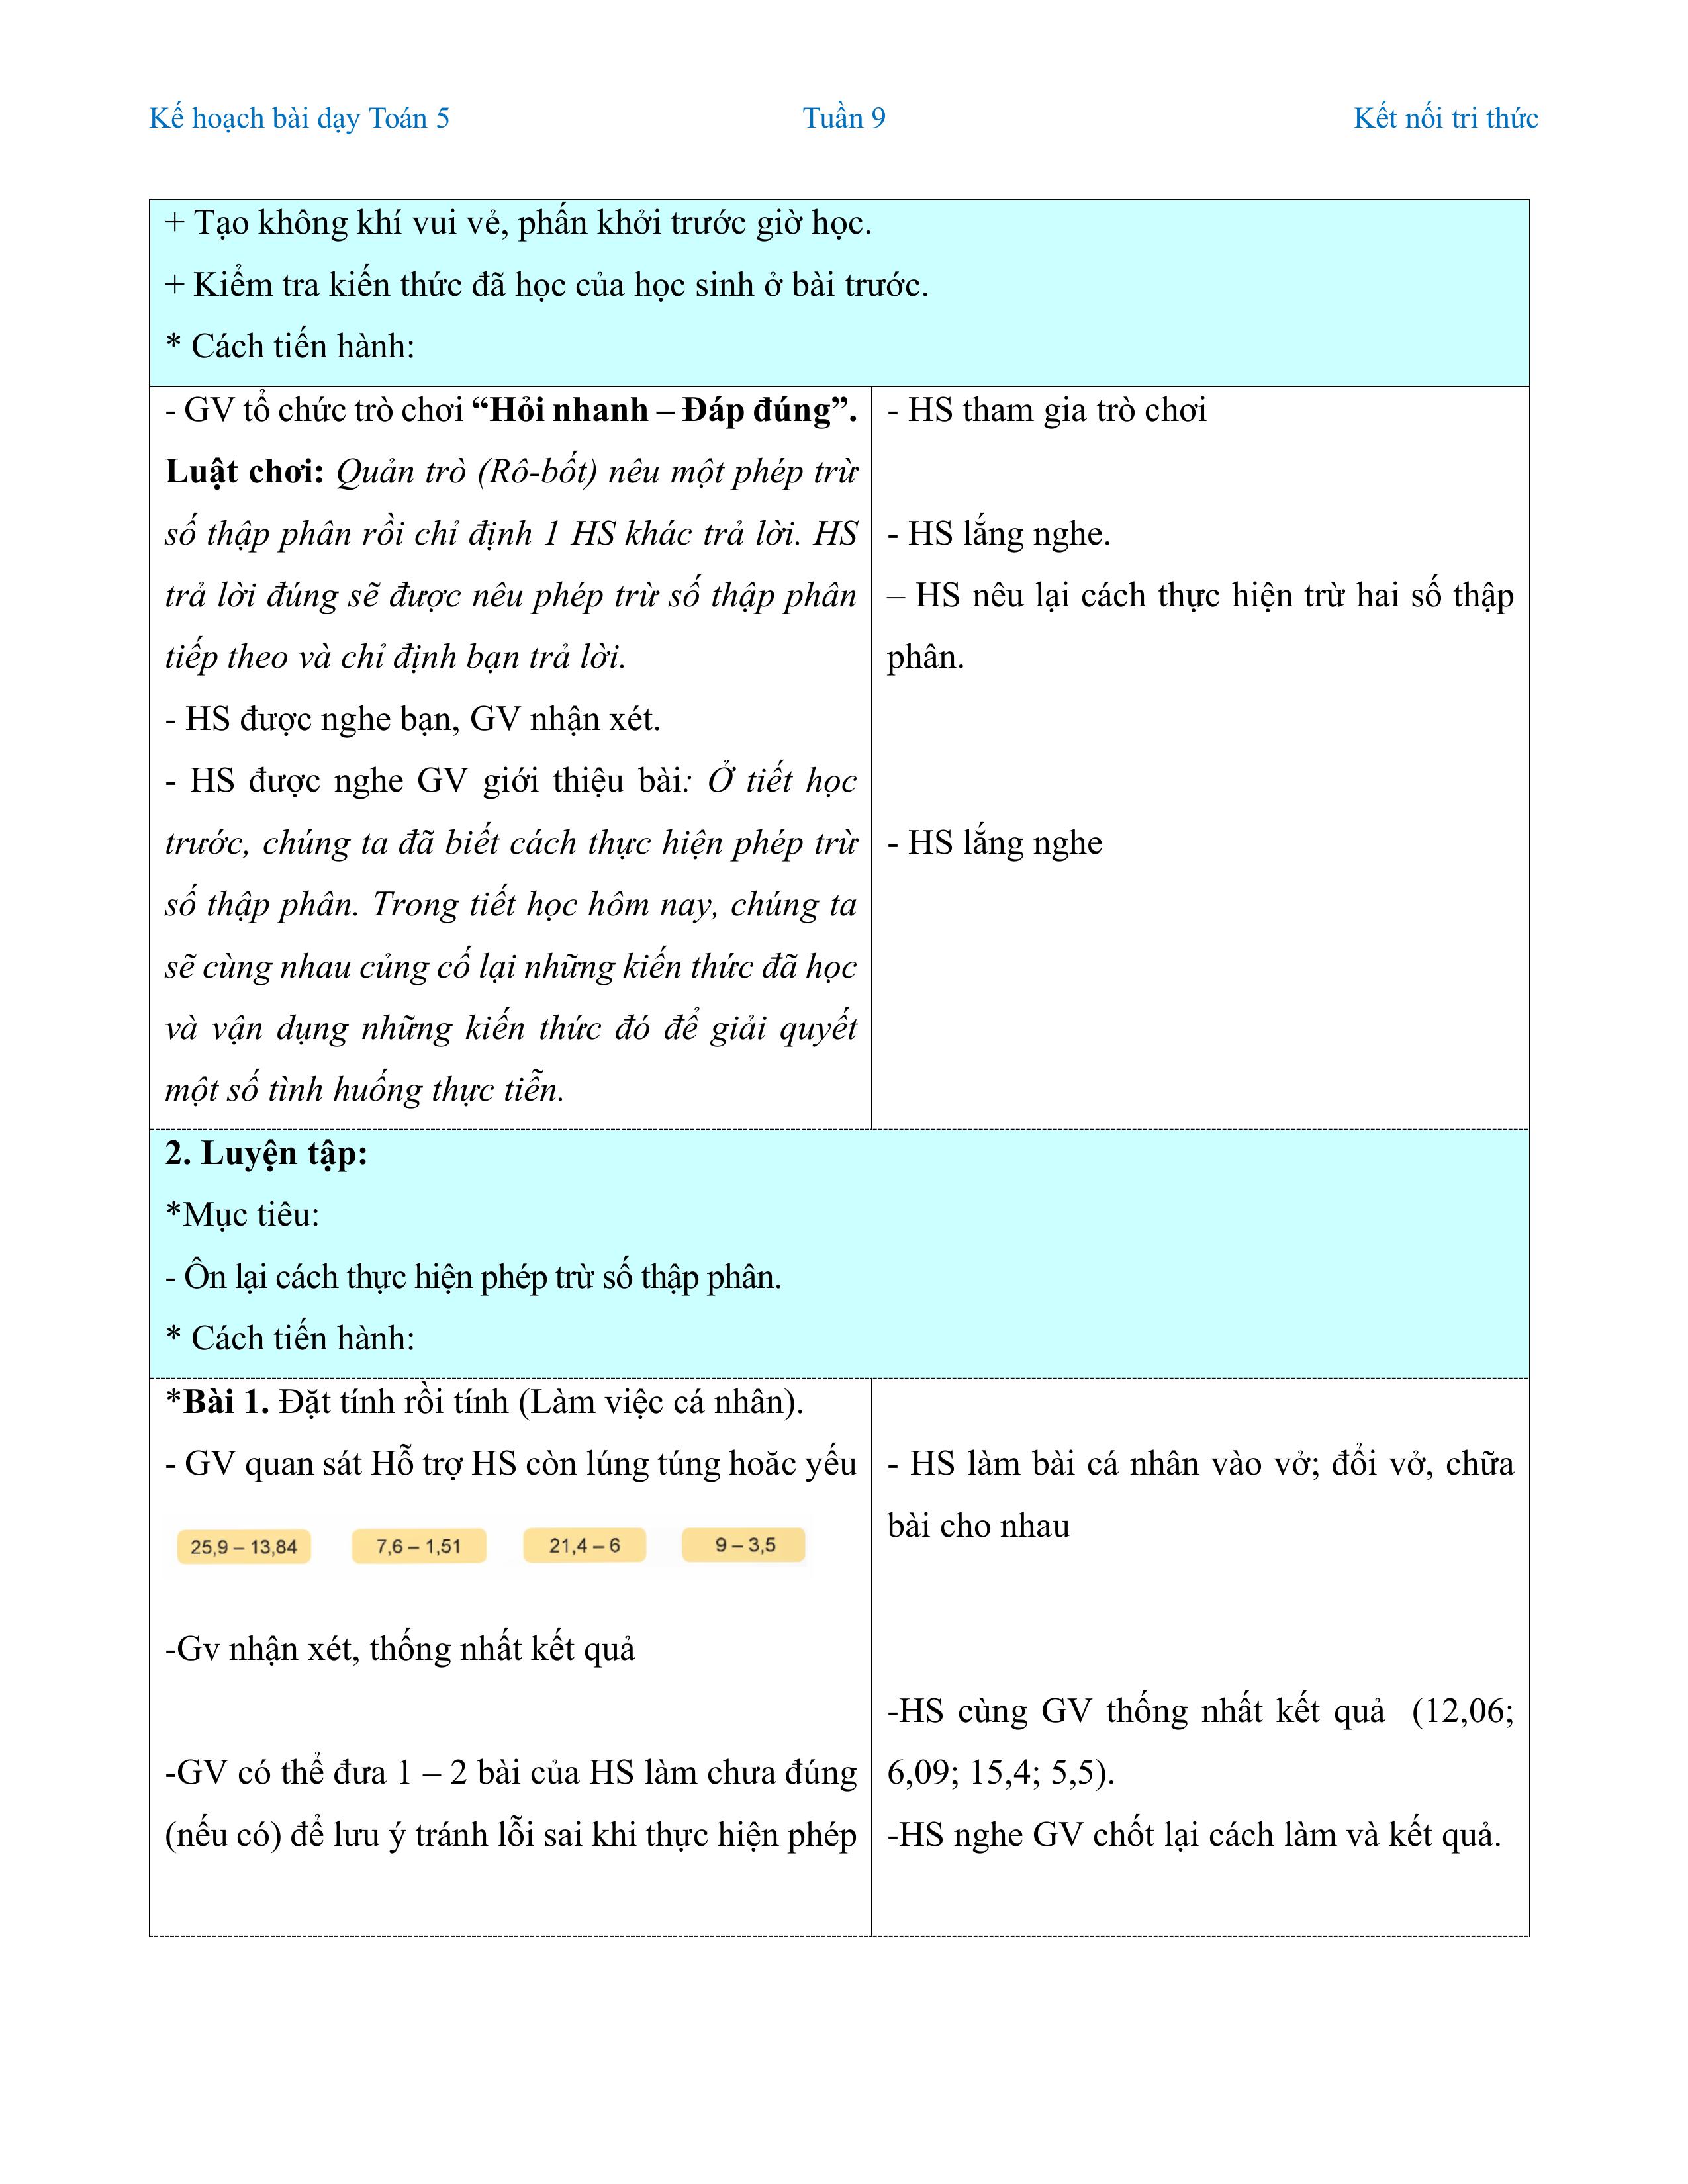 Kế hoạch bài dạy Toán 5 Tuần 9 Kết nối tri thức
+ Tạo không khí vui vẻ, phấn khởi trước giờ học.
+ Kiểm tra kiến thức đã học của học sinh ở bài trước.
* Cách tiến hành:
- GV tổ chức trò chơi “Hỏi nhanh – Đáp đúng”.
Luật chơi: Quản trò (Rô-bốt) nêu một phép trừ
số thập phân rồi chỉ định 1 HS khác trả lời. HS
trả lời đúng sẽ được nêu phép trừ số thập phân
tiếp theo và chỉ định bạn trả lời.
- HS được nghe bạn, GV nhận xét.
- HS được nghe GV giới thiệu bài: Ở tiết học
trước, chúng ta đã biết cách thực hiện phép trừ
số thập phân. Trong tiết học hôm nay, chúng ta
sẽ cùng nhau củng cố lại những kiến thức đã học
và vận dụng những kiến thức đó để giải quyết
một số tình huống thực tiễn.
- HS tham gia trò chơi
- HS lắng nghe.
– HS nêu lại cách thực hiện trừ hai số thập
phân.
- HS lắng nghe
2. Luyện tập:
*Mục tiêu:
- Ôn lại cách thực hiện phép trừ số thập phân.
* Cách tiến hành:
*Bài 1. Đặt tính rồi tính (Làm việc cá nhân).
- GV quan sát Hỗ trợ HS còn lúng túng hoăc yếu
25,9 – 13,84 7,6 – 1,51 21,4 – 6 9 – 3,5
-Gv nhận xét, thống nhất kết quả
-GV có thể đưa 1 – 2 bài của HS làm chưa đúng
(nếu có) để lưu ý tránh lỗi sai khi thực hiện phép
- HS làm bài cá nhân vào vở; đổi vở, chữa
bài cho nhau
-HS cùng GV thống nhất kết quả (12,06;
6,09; 15,4; 5,5).
-HS nghe GV chốt lại cách làm và kết quả.